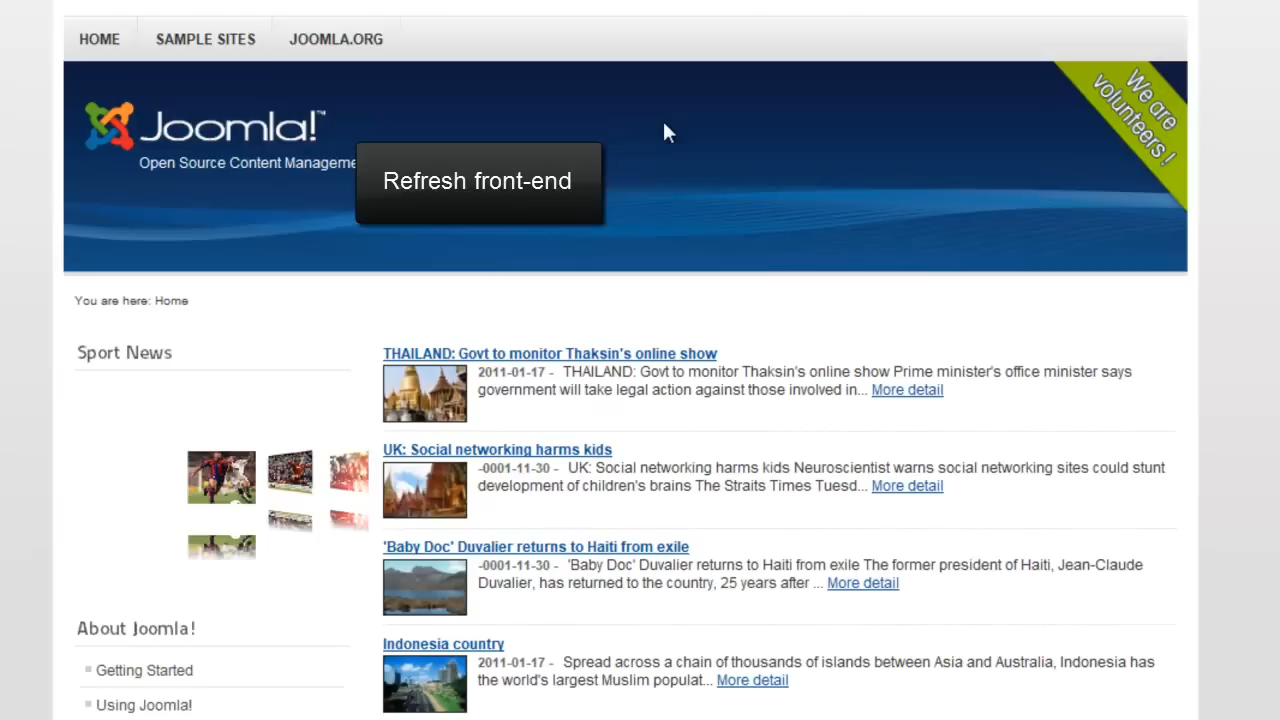 HOME SAMPLE SITES JOOMLA.ORG
Joomla!™
We are
volunteers!
Open Source Content Manageme
Refresh front-end
You are here: Home
Sport News
THAILAND: Govt to monitor Thaksin's online show
2011-01-17 - THAILAND: Govt to monitor Thaksin's online show Prime minister's office minister says
government will take legal action against those involved in... More detail
UK: Social networking harms kids
-0001-11-30 - UK: Social networking harms kids Neuroscientist warns social networking sites could stunt
development of children's brains The Straits Times Tuesd... More detail
'Baby Doc' Duvalier returns to Haiti from exile
-0001-11-30 - 'Baby Doc' Duvalier returns to Haiti from exile The former president of Haiti, Jean-Claude
Duvalier, has returned to the country, 25 years after ... More detail
About Joomla!
Getting Started
Using Joomla!
Indonesia country
2011-01-17 - Spread across a chain of thousands of islands between Asia and Australia, Indonesia has
the world's largest Muslim populat... More detail